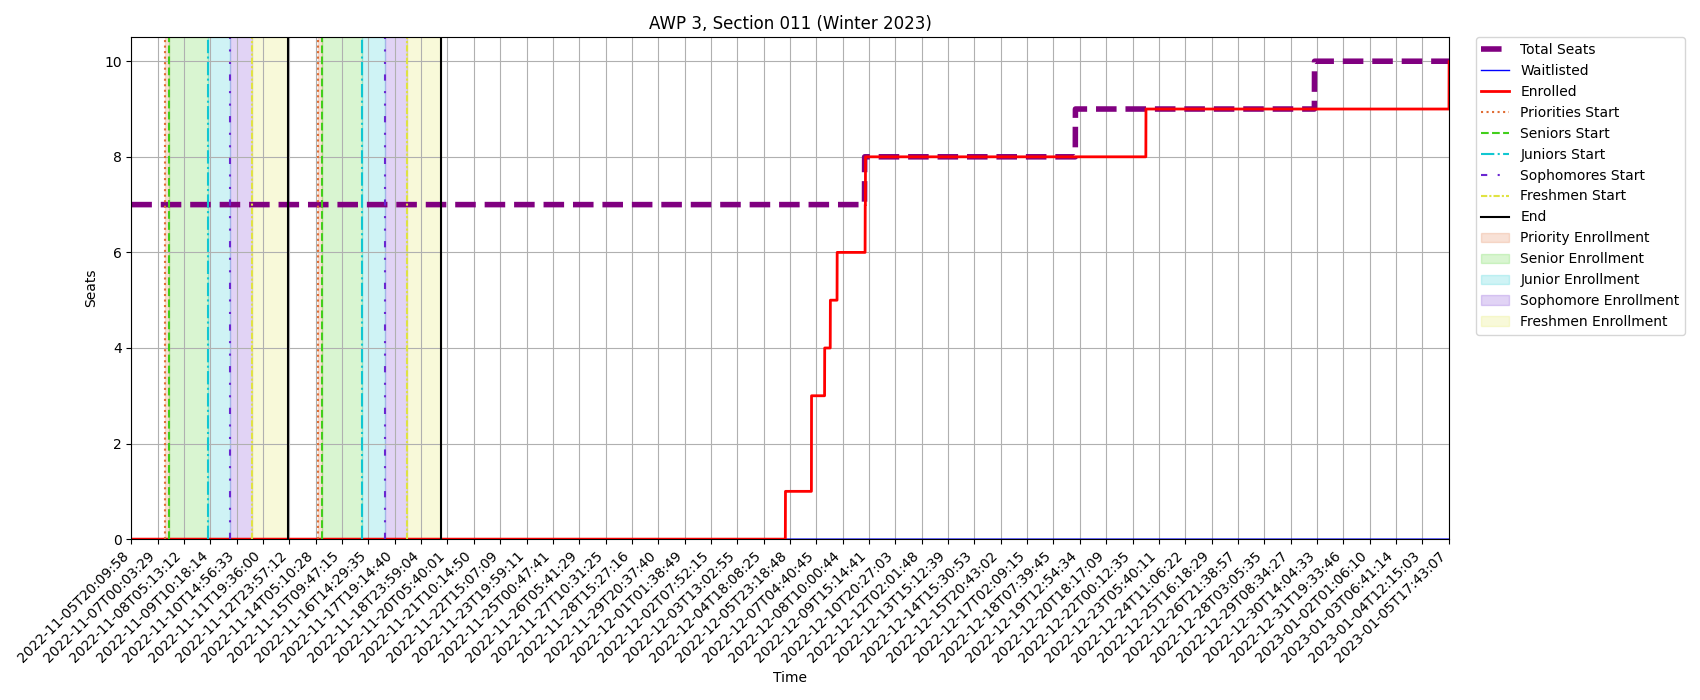 AWP 3, Section 011 (Winter 2023)
Total Seats
Waitlisted
Enrolled
Priorities Start
Seniors Start
Juniors Start
Sophomores Start
Freshmen Start
End
Priority Enrollment
Senior Enrollment
Junior Enrollment
Sophomore Enrollment
Freshmen Enrollment
Seats
10
8
6
4
2
0
2022-11-05T20:09:58
2022-11-07T00:03:29
2022-11-08T05:13:12
2022-11-09T10:18:14
2022-11-10T14:56:33
2022-11-11T19:36:00
2022-11-12T23:57:12
2022-11-14T05:10:28
2022-11-15T09:47:15
2022-11-16T14:29:35
2022-11-17T19:14:40
2022-11-18T23:59:04
2022-11-20T05:40:01
2022-11-21T10:14:50
2022-11-22T15:07:09
2022-11-23T19:59:11
2022-11-25T00:47:41
2022-11-26T05:41:29
2022-11-27T10:31:25
2022-11-28T15:27:16
2022-11-29T20:37:40
2022-12-01T01:38:49
2022-12-02T07:52:15
2022-12-03T13:02:55
2022-12-04T18:08:25
2022-12-05T23:18:48
2022-12-07T04:40:45
2022-12-08T10:00:44
2022-12-09T15:14:41
2022-12-10T20:27:03
2022-12-12T02:01:48
2022-12-13T15:12:39
2022-12-14T15:30:53
2022-12-15T20:43:02
2022-12-17T02:09:15
2022-12-18T07:39:45
2022-12-19T12:54:34
2022-12-20T18:17:09
2022-12-22T00:12:35
2022-12-23T05:40:11
2022-12-24T11:06:22
2022-12-25T16:18:29
2022-12-26T21:38:57
2022-12-28T03:05:35
2022-12-29T08:34:27
2022-12-30T14:04:33
2022-12-31T19:33:46
2023-01-02T01:06:10
2023-01-03T06:41:14
2023-01-04T12:15:03
2023-01-05T17:43:07
Time